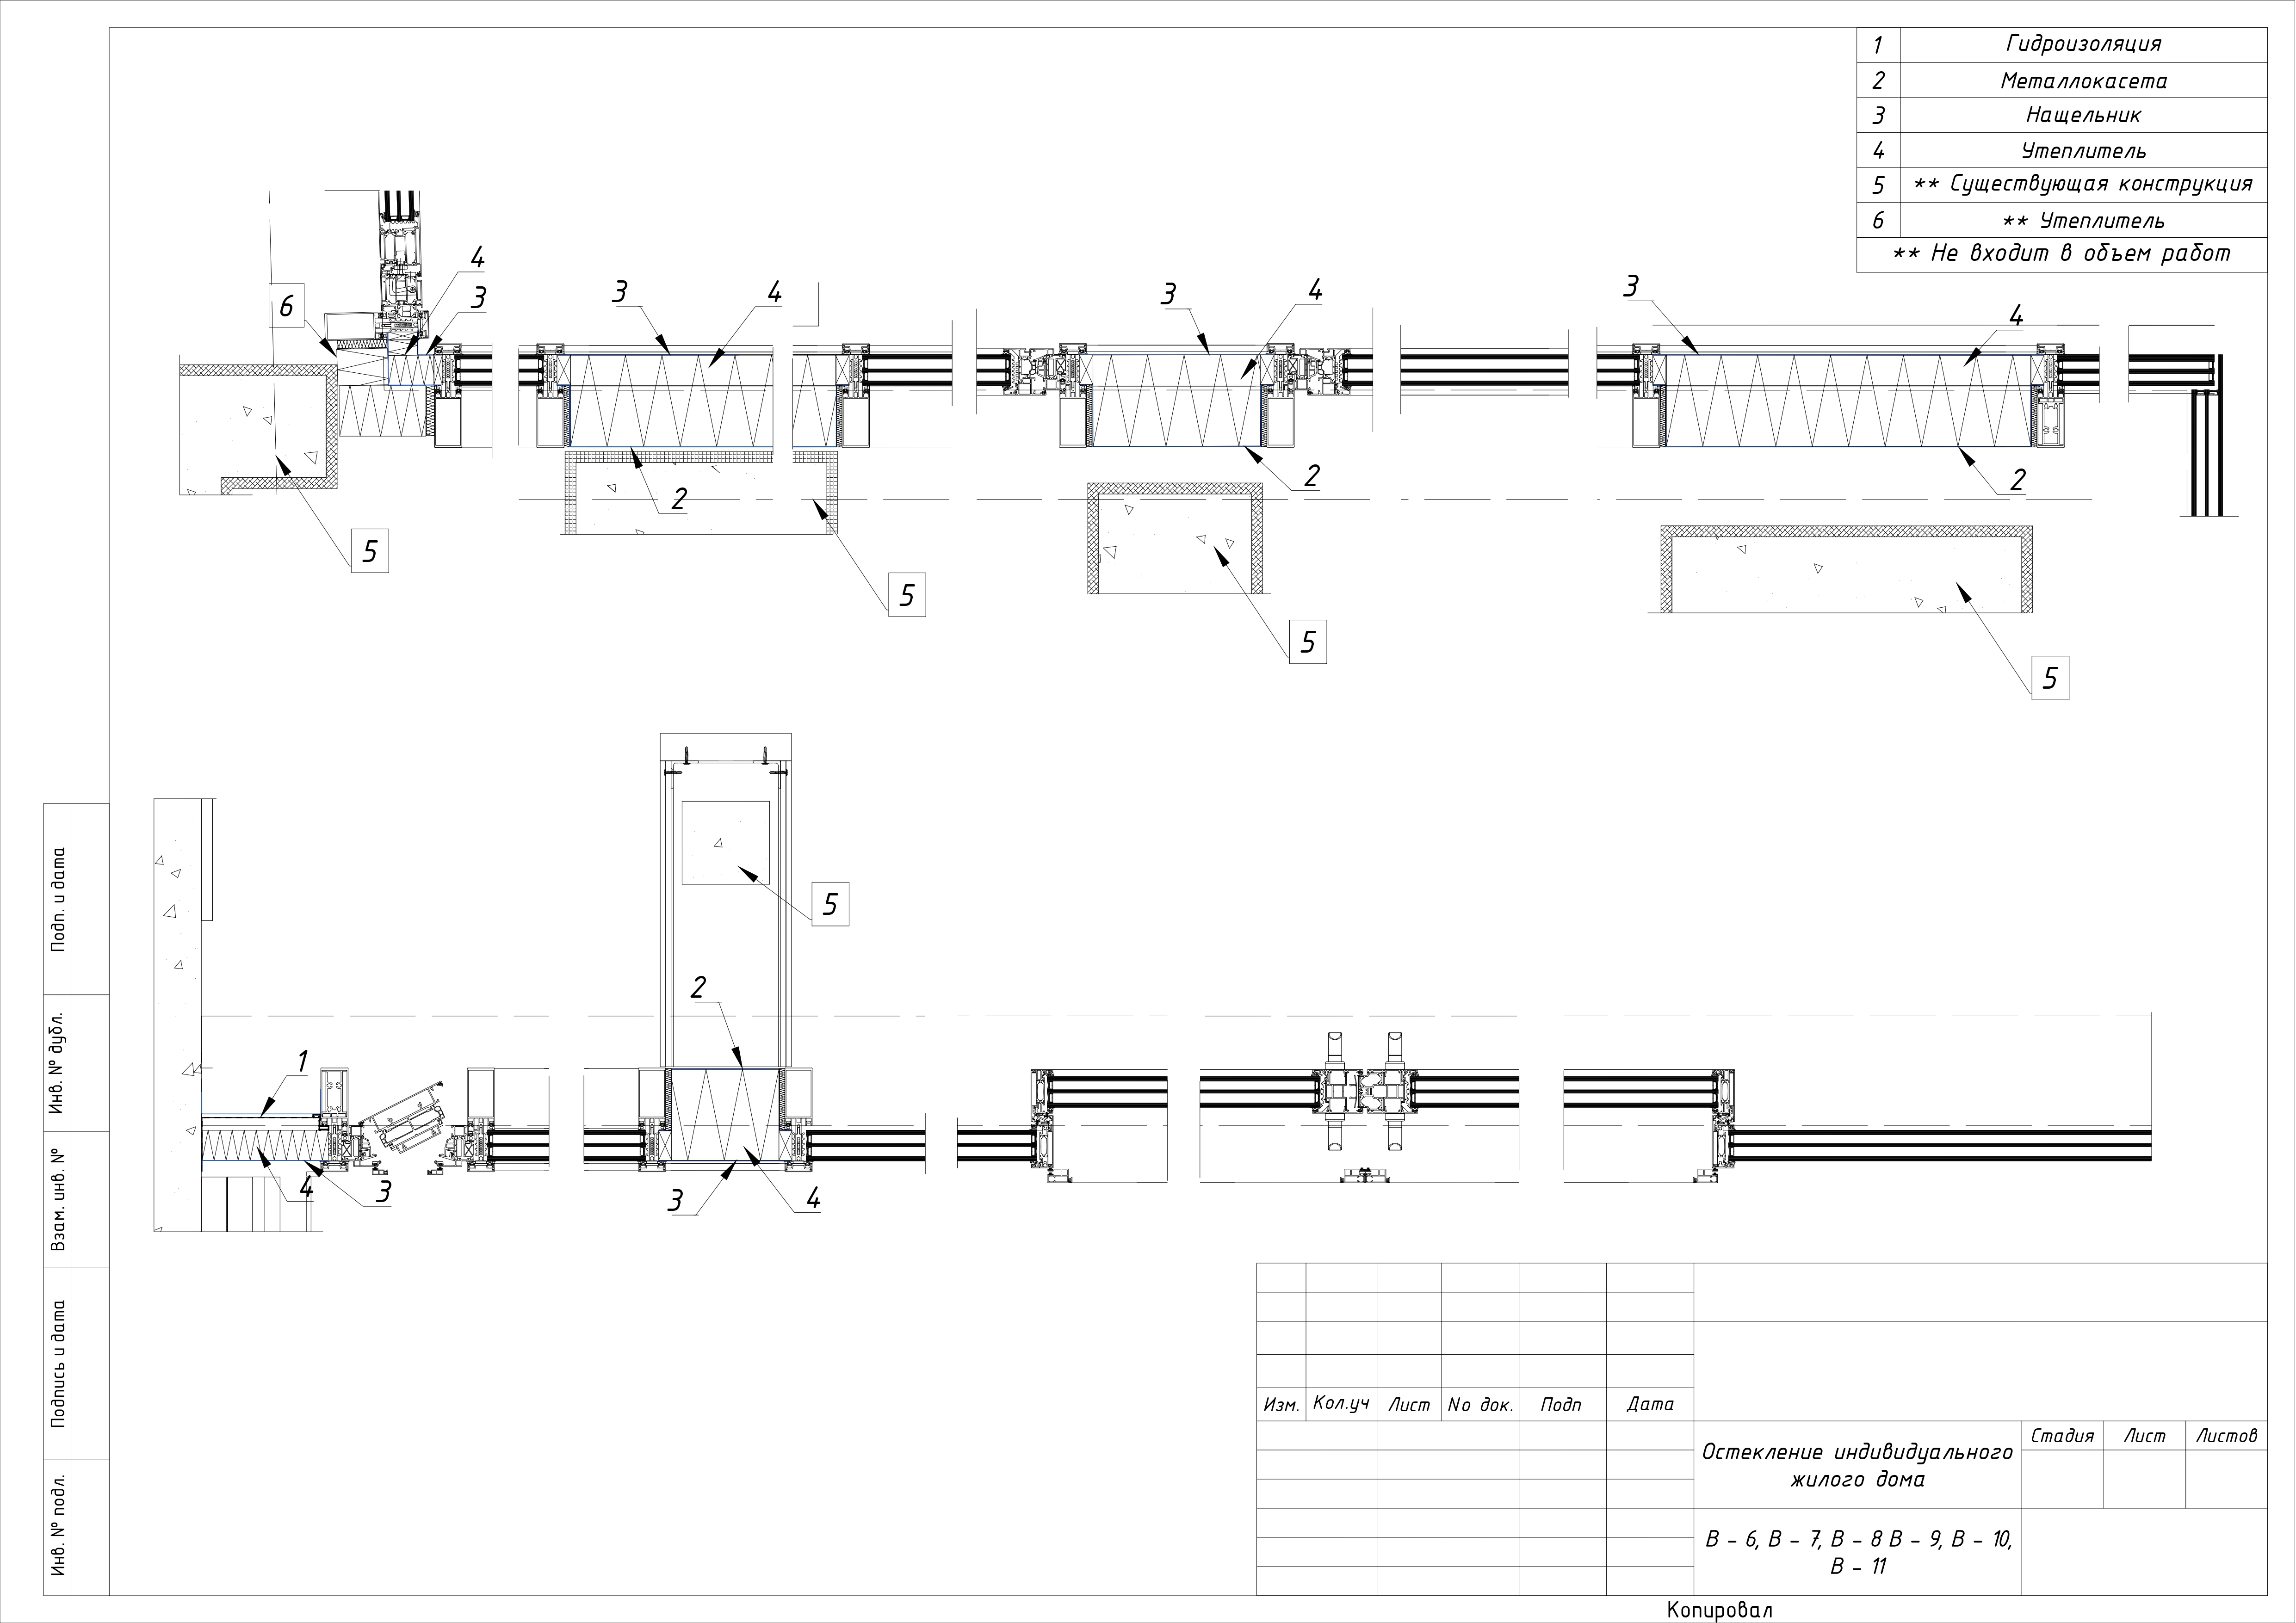 1 Гидроизоляция
2 Металлокасета
3 Нащельник
4 Утеплитель
5 ** Существующая конструкция
6 ** Утеплитель
** Не входит в объем работ
4
6 3
3 4
3 4
3 4
2
2
2
5
5
5
5
5
2
1
4 3
3 4
Подп. и дата
Инв. № дубл.
Взам. инв. №
Подпись и дата
Инв. № подл.
Изм. Кол.уч Лист No док. Подп Дата
Остекление индивидуального
жилого дома
Стадия Лист Листов
В - 6, В - 7, В - 8 В - 9, В - 10,
В - 11
Копировал